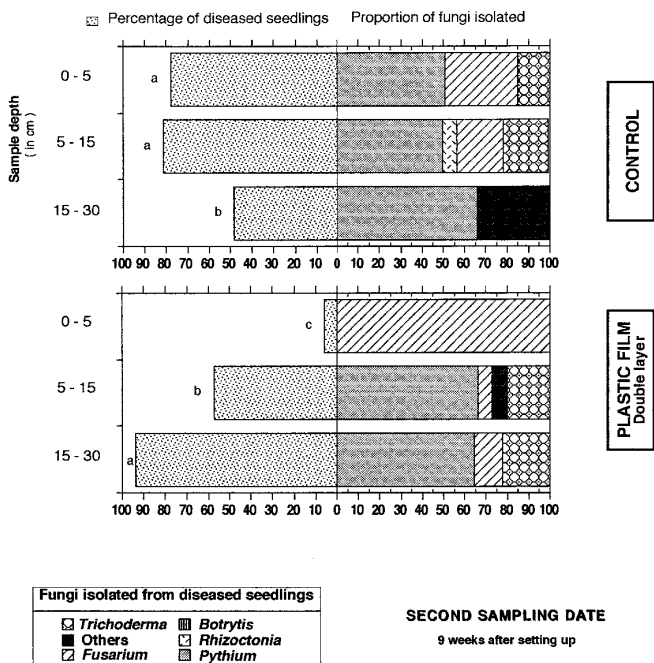 Percentage of diseased seedlings Proportion of fungi isolated
Sample depth
( in cm )
0 - 5
a
5 - 15
a
15 - 30
b
100 90 80 70 60 50 40 30 20 10 0 10 20 30 40 50 60 70 80 90 100
CONTROL
0 - 5
c
5 - 15
b
15 - 30
a
100 90 80 70 60 50 40 30 20 10 0 10 20 30 40 50 60 70 80 90 100
PLASTIC FILM
Double layer
Fungi isolated from diseased seedlings
Trichoderma Botrytis
Others Rhizoctonia
Fusarium Pythium
SECOND SAMPLING DATE
9 weeks after setting up